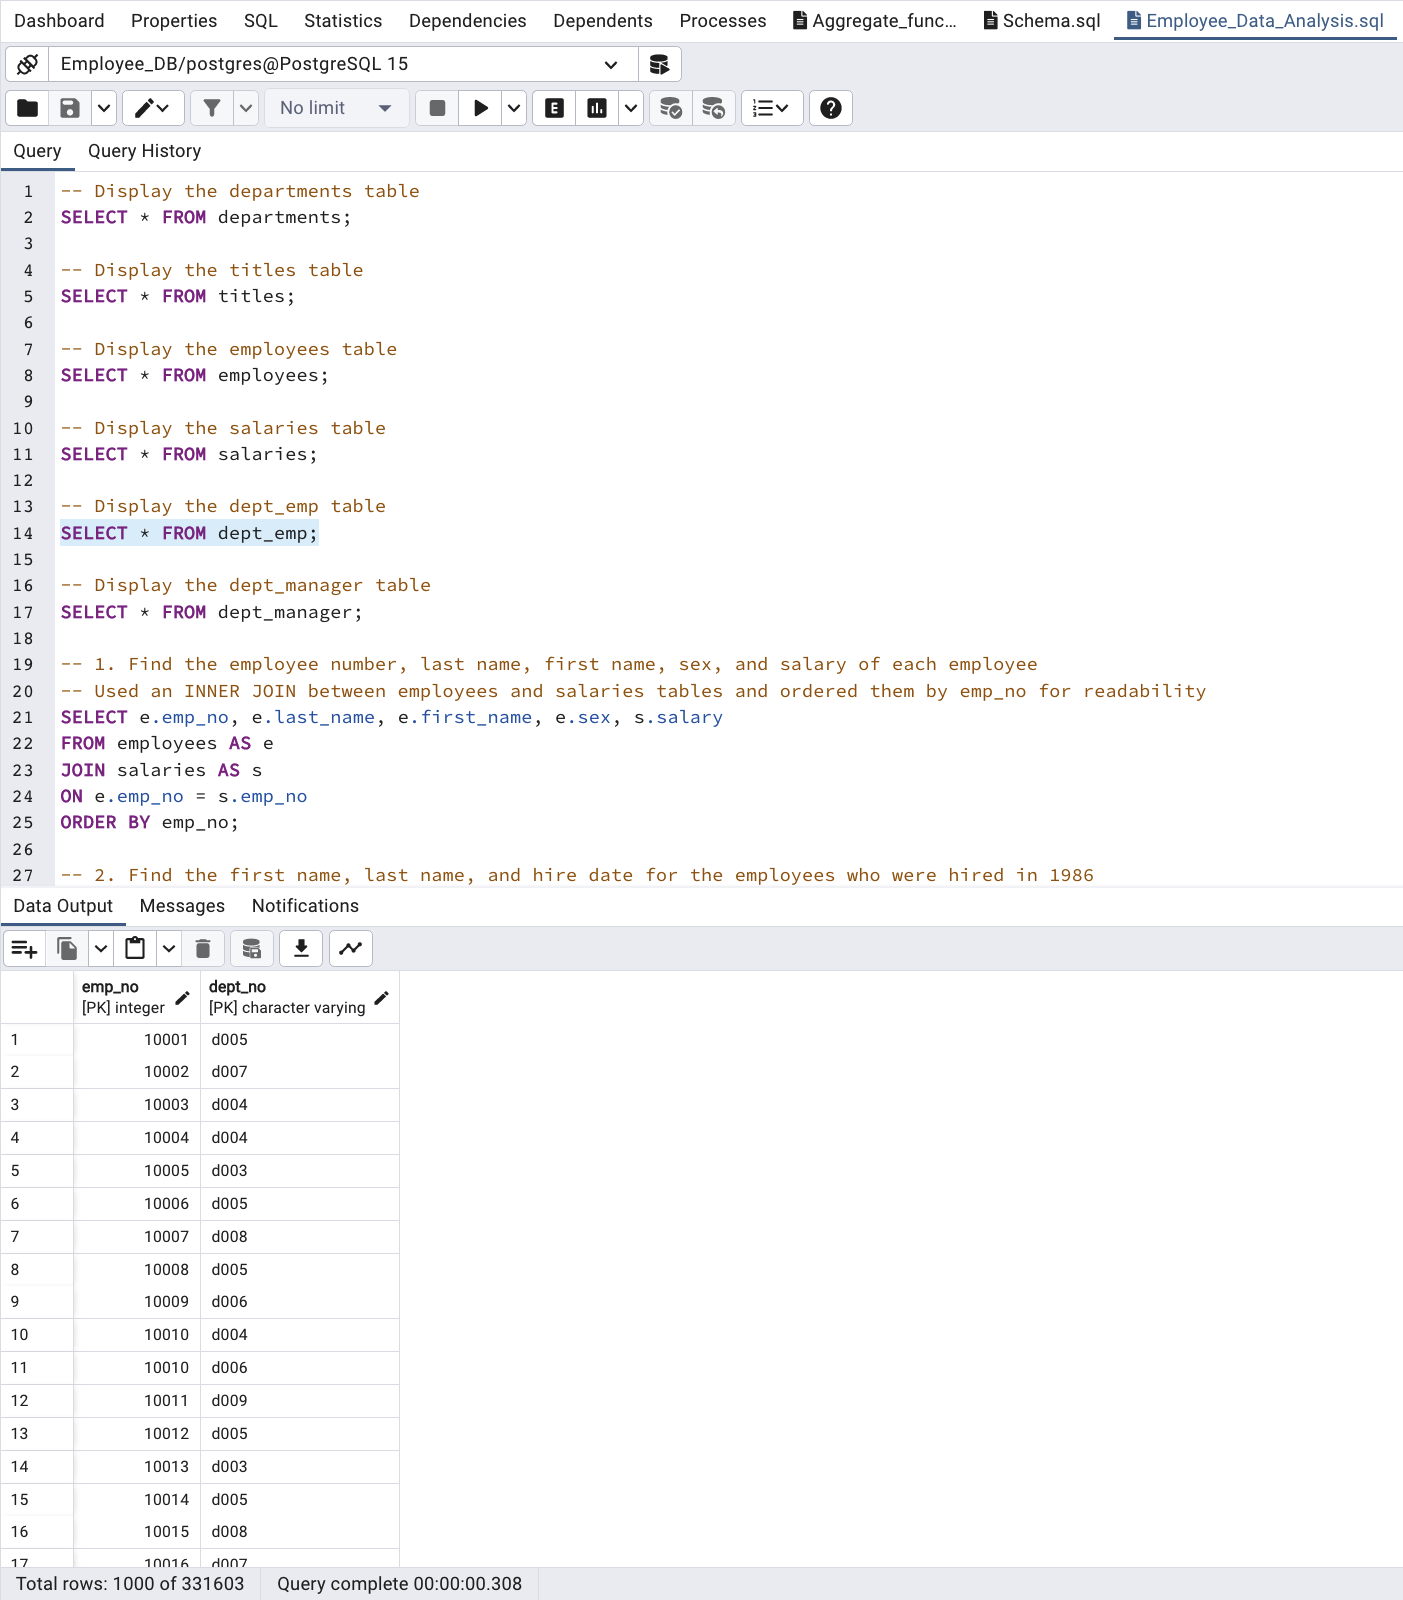 Dashboard Properties SQL Statistics Dependencies Dependents Processes Aggregate_func... Schema.sql Employee_Data_Analysis.sql
Employee_DB/postgres@PostgreSQL 15
No limit E
Query Query History
1 -- Display the departments table
2 SELECT * FROM departments;
3
4 -- Display the titles table
5 SELECT * FROM titles;
6
7 -- Display the employees table
8 SELECT * FROM employees;
9
10 -- Display the salaries table
11 SELECT * FROM salaries;
12
13 -- Display the dept_emp table
14 SELECT * FROM dept_emp;
15
16 -- Display the dept_manager table
17 SELECT * FROM dept_manager;
18
19 -- 1. Find the employee number, last name, first name, sex, and salary of each employee
20 -- Used an INNER JOIN between employees and salaries tables and ordered them by emp_no for readability
21 SELECT e.emp_no, e.last_name, e.first_name, e.sex, s.salary
22 FROM employees AS e
23 JOIN salaries AS s
24 ON e.emp_no = s.emp_no
25 ORDER BY emp_no;
26
27 -- 2. Find the first name, last name, and hire date for the employees who were hired in 1986
Data Output Messages Notifications
emp_no dept_no
[PK] integer [PK] character varying
1 10001 d005
2 10002 d007
3 10003 d004
4 10004 d004
5 10005 d003
6 10006 d005
7 10007 d008
8 10008 d005
9 10009 d006
10 10010 d004
11 10010 d006
12 10011 d009
13 10012 d005
14 10013 d003
15 10014 d005
16 10015 d008
17 10016 d007
Total rows: 1000 of 331603 Query complete 00:00:00.308